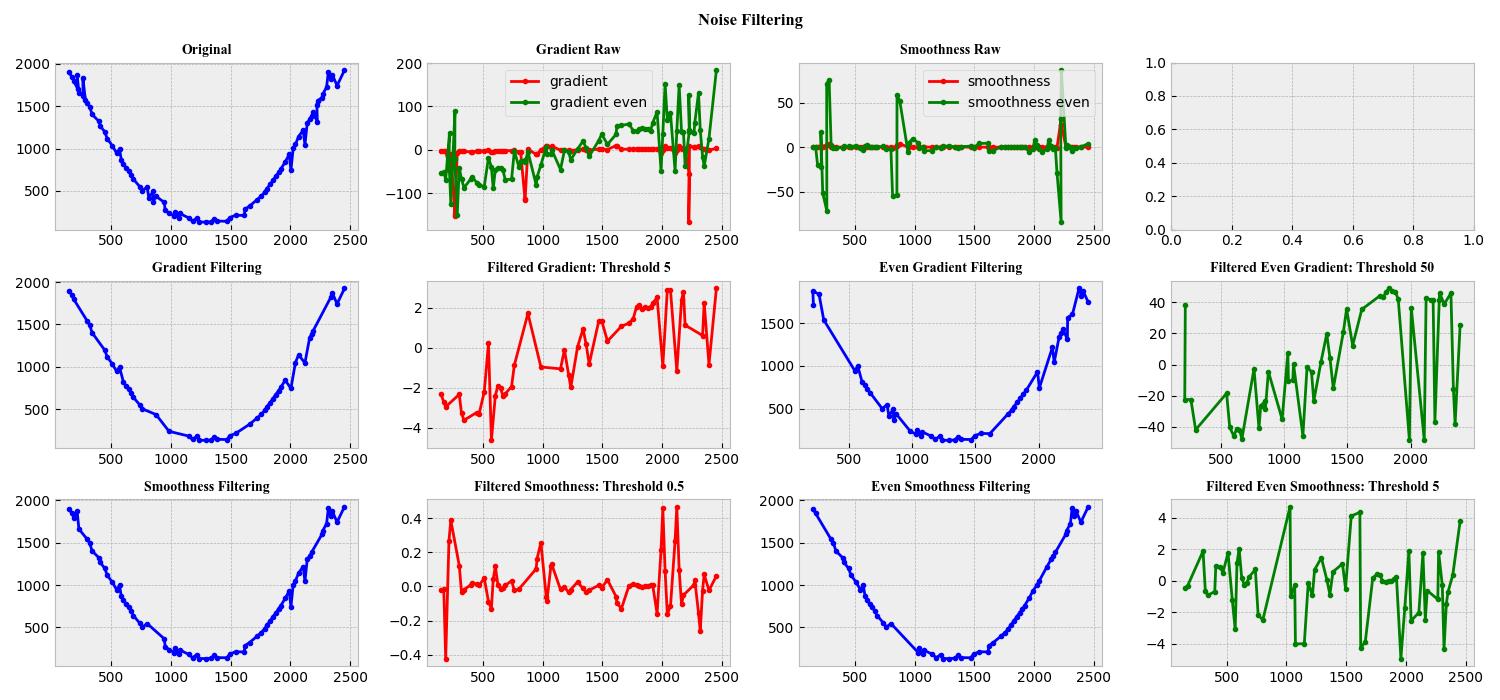 Noise Filtering
Original
Gradient Raw
Smoothness Raw
2000
1500
1000
500
500 1000 1500 2000 2500
200
100
0
−100
gradient
gradient even
500 1000 1500 2000 2500
50
0
−50
smoothness
smoothness even
500 1000 1500 2000 2500
1.0
0.8
0.6
0.4
0.2
0.0
0.0 0.2 0.4 0.6 0.8 1.0
Gradient Filtering
Filtered Gradient: Threshold 5
Even Gradient Filtering
Filtered Even Gradient: Threshold 50
2000
1500
1000
500
500 1000 1500 2000 2500
2
0
−2
−4
500 1000 1500 2000 2500
1500
1000
500
500 1000 1500 2000
40
20
0
−20
−40
500 1000 1500 2000
Smoothness Filtering
Filtered Smoothness: Threshold 0.5
Even Smoothness Filtering
Filtered Even Smoothness: Threshold 5
2000
1500
1000
500
500 1000 1500 2000 2500
0.4
0.2
0.0
−0.2
−0.4
500 1000 1500 2000 2500
2000
1500
1000
500
500 1000 1500 2000 2500
4
2
0
−2
−4
500 1000 1500 2000 2500